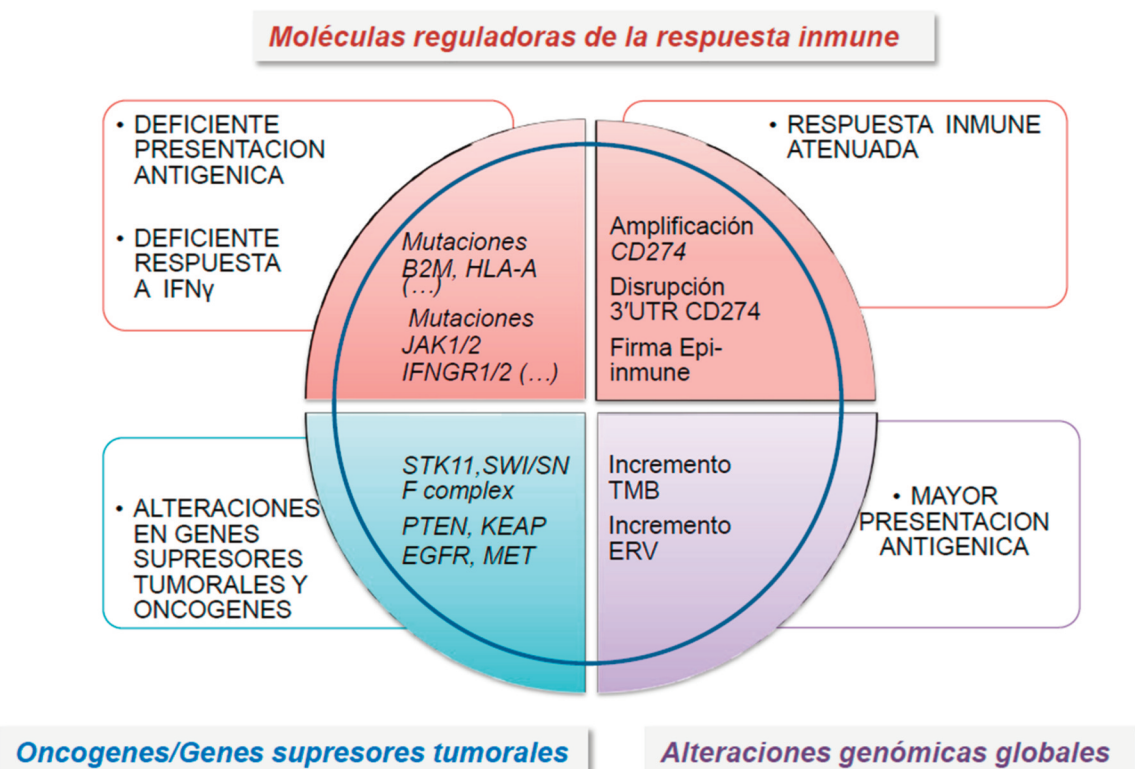 Moléculas reguladoras de la respuesta inmune
• DEFICIENTE
PRESENTACION
ANTIGENICA
• DEFICIENTE
RESPUESTA
A IFNγ
Mutaciones
B2M, HLA-A
(…)
Mutaciones
JAK1/2
IFNGR1/2 (…)
• RESPUESTA INMUNE
ATENUADA
Amplificación
CD274
Disrupción
3′UTR CD274
Firma Epi-
inmune
• ALTERACIONES
EN GENES
SUPRESORES
TUMORALES Y
ONCOGENES
STK11,SWI/SN
F complex
PTEN, KEAP
EGFR, MET
Incremento
TMB
Incremento
ERV
• MAYOR
PRESENTACION
ANTIGENICA
Oncogenes/Genes supresores tumorales
Alteraciones genómicas globales